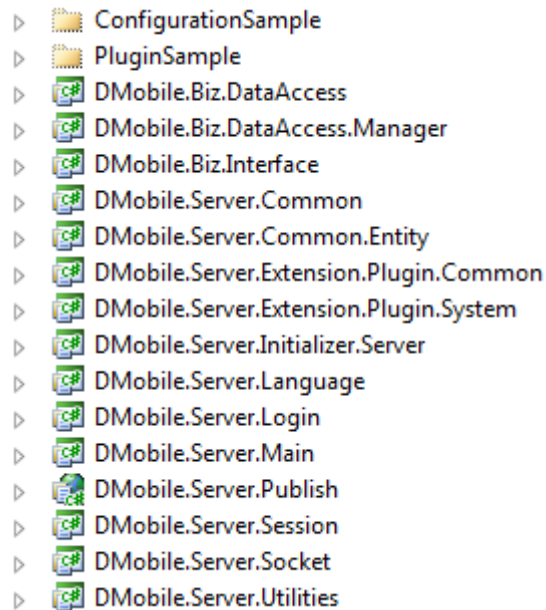 ConfigurationSample
PluginSample
DMobile.Biz.DataAccess
DMobile.Biz.DataAccess.Manager
DMobile.Biz.Interface
DMobile.Server.Common
DMobile.Server.Common.Entity
DMobile.Server.Extension.Plugin.Common
DMobile.Server.Extension.Plugin.System
DMobile.Server.Initializer.Server
DMobile.Server.Language
DMobile.Server.Login
DMobile.Server.Main
DMobile.Server.Publish
DMobile.Server.Session
DMobile.Server.Socket
DMobile.Server.Utilities